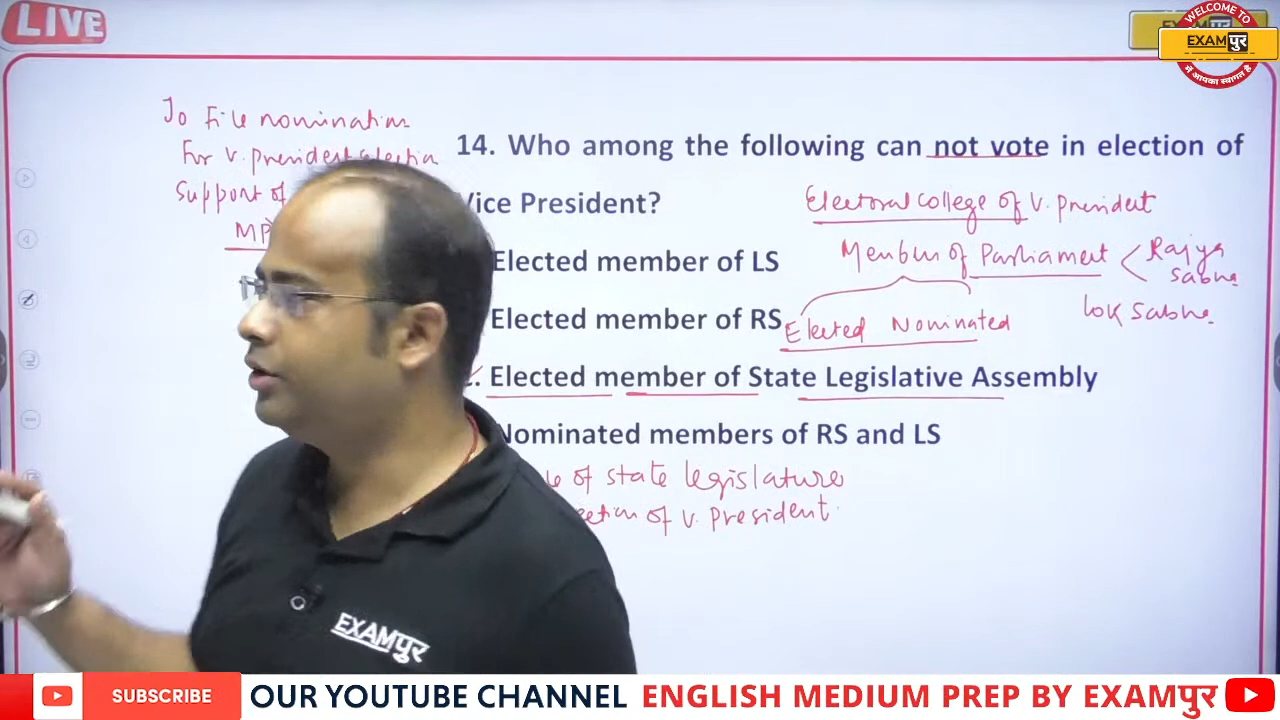 LIVE
WELCOME TO
EXAMपुर
में आपका स्वागत है
To File nomination
For V. president election
Support of
MP
14. Who among the following can not vote in election of
Vice President?
Electoral college of V. president
Elected member of LS
Member of Parliament < Rajya Sabha
Lok Sabha
Elected member of RS
Elected Nominated
Elected member of State Legislative Assembly
Nominated members of RS and LS
of state legislature
of V. President
EXAMपुर
SUBSCRIBE
OUR YOUTUBE CHANNEL ENGLISH MEDIUM PREP BY EXAMपुर